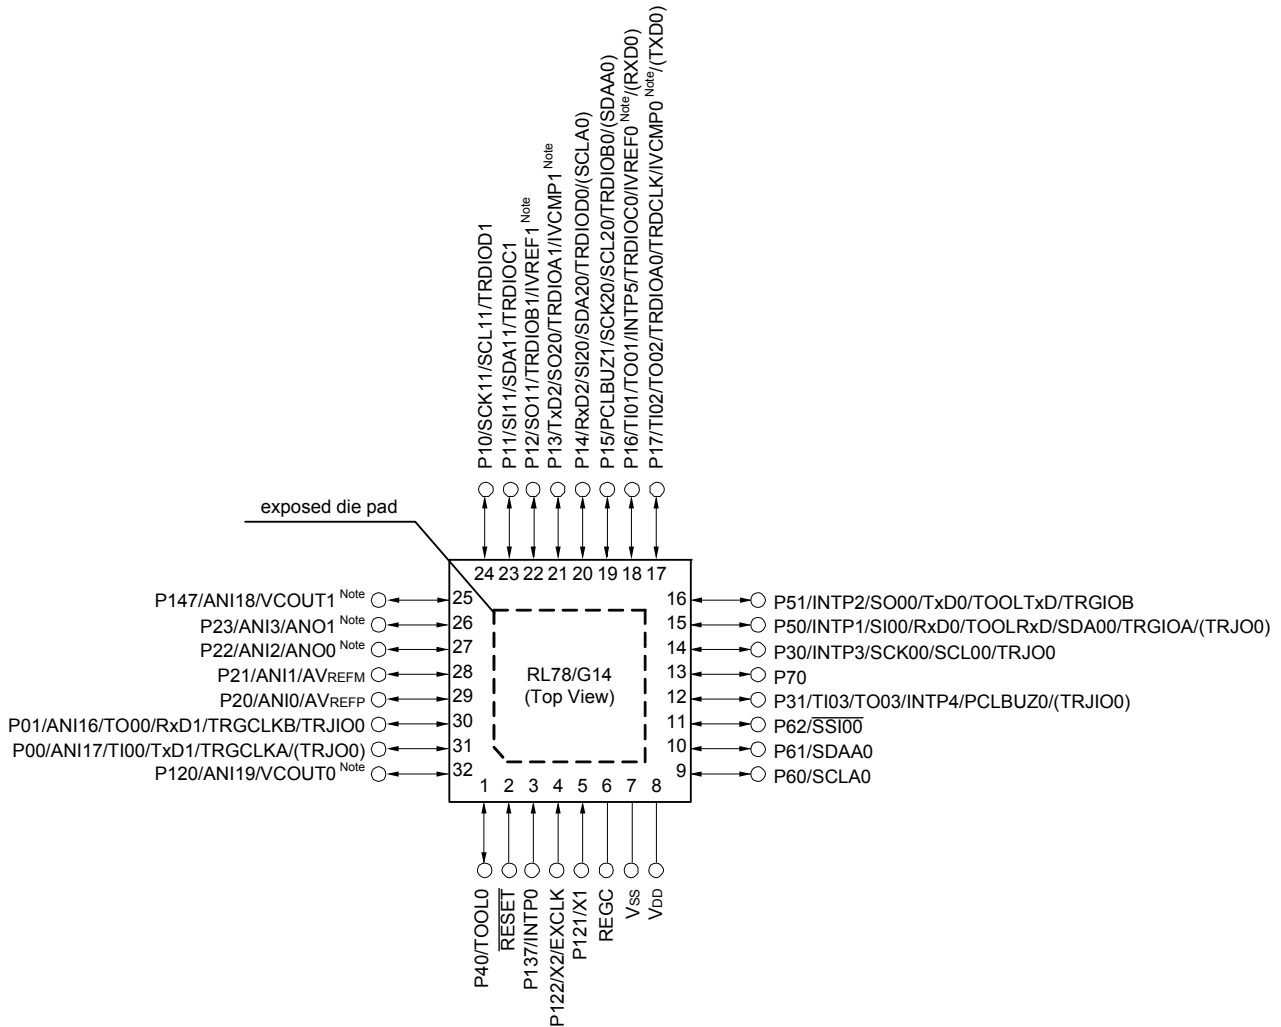 P10/SCK11/SCL11/TRDIOD1
P11/SI11/SDA11/TRDIOC1
P12/SO11/TRDIOB1/IVREF1 Note
P13/TxD2/SO20/TRDIOA1/IVCMP1 Note
P14/RxD2/SI20/SDA20/TRDIOD0/(SCLA0)
P15/PCLBUZ1/SCK20/SCL20/TRDIOB0/(SDAA0)
P16/TI01/TO01/INTP5/TRDIOC0/IVREF0 Note/(RXD0)
P17/TI02/TO02/TRDIOA0/TRDCLK/IVCMP0 Note/(TXD0)
exposed die pad
24 23 22 21 20 19 18 17
P147/ANI18/VCOUT1 Note 25
P23/ANI3/ANO1 Note 26
P22/ANI2/ANO0 Note 27
P21/ANI1/AVREFM 28
P20/ANI0/AVREFP 29
P01/ANI16/TO00/RxD1/TRGCLKB/TRJIO0 30
P00/ANI17/TI00/TxD1/TRGCLKA/(TRJO0) 31
P120/ANI19/VCOUT0 Note 32
RL78/G14
(Top View)
16 P51/INTP2/SO00/TxD0/TOOLTxD/TRGIOB
15 P50/INTP1/SI00/RxD0/TOOLRxD/SDA00/TRGIOA/(TRJO0)
14 P30/INTP3/SCK00/SCL00/TRJO0
13 P70
12 P31/TI03/TO03/INTP4/PCLBUZ0/(TRJIO0)
11 P62/SSI00
10 P61/SDAA0
9 P60/SCLA0
1 2 3 4 5 6 7 8
P40/TOOL0
RESET
P137/INTP0
P122/X2/EXCLK
P121/X1
REGC
VSS
VDD